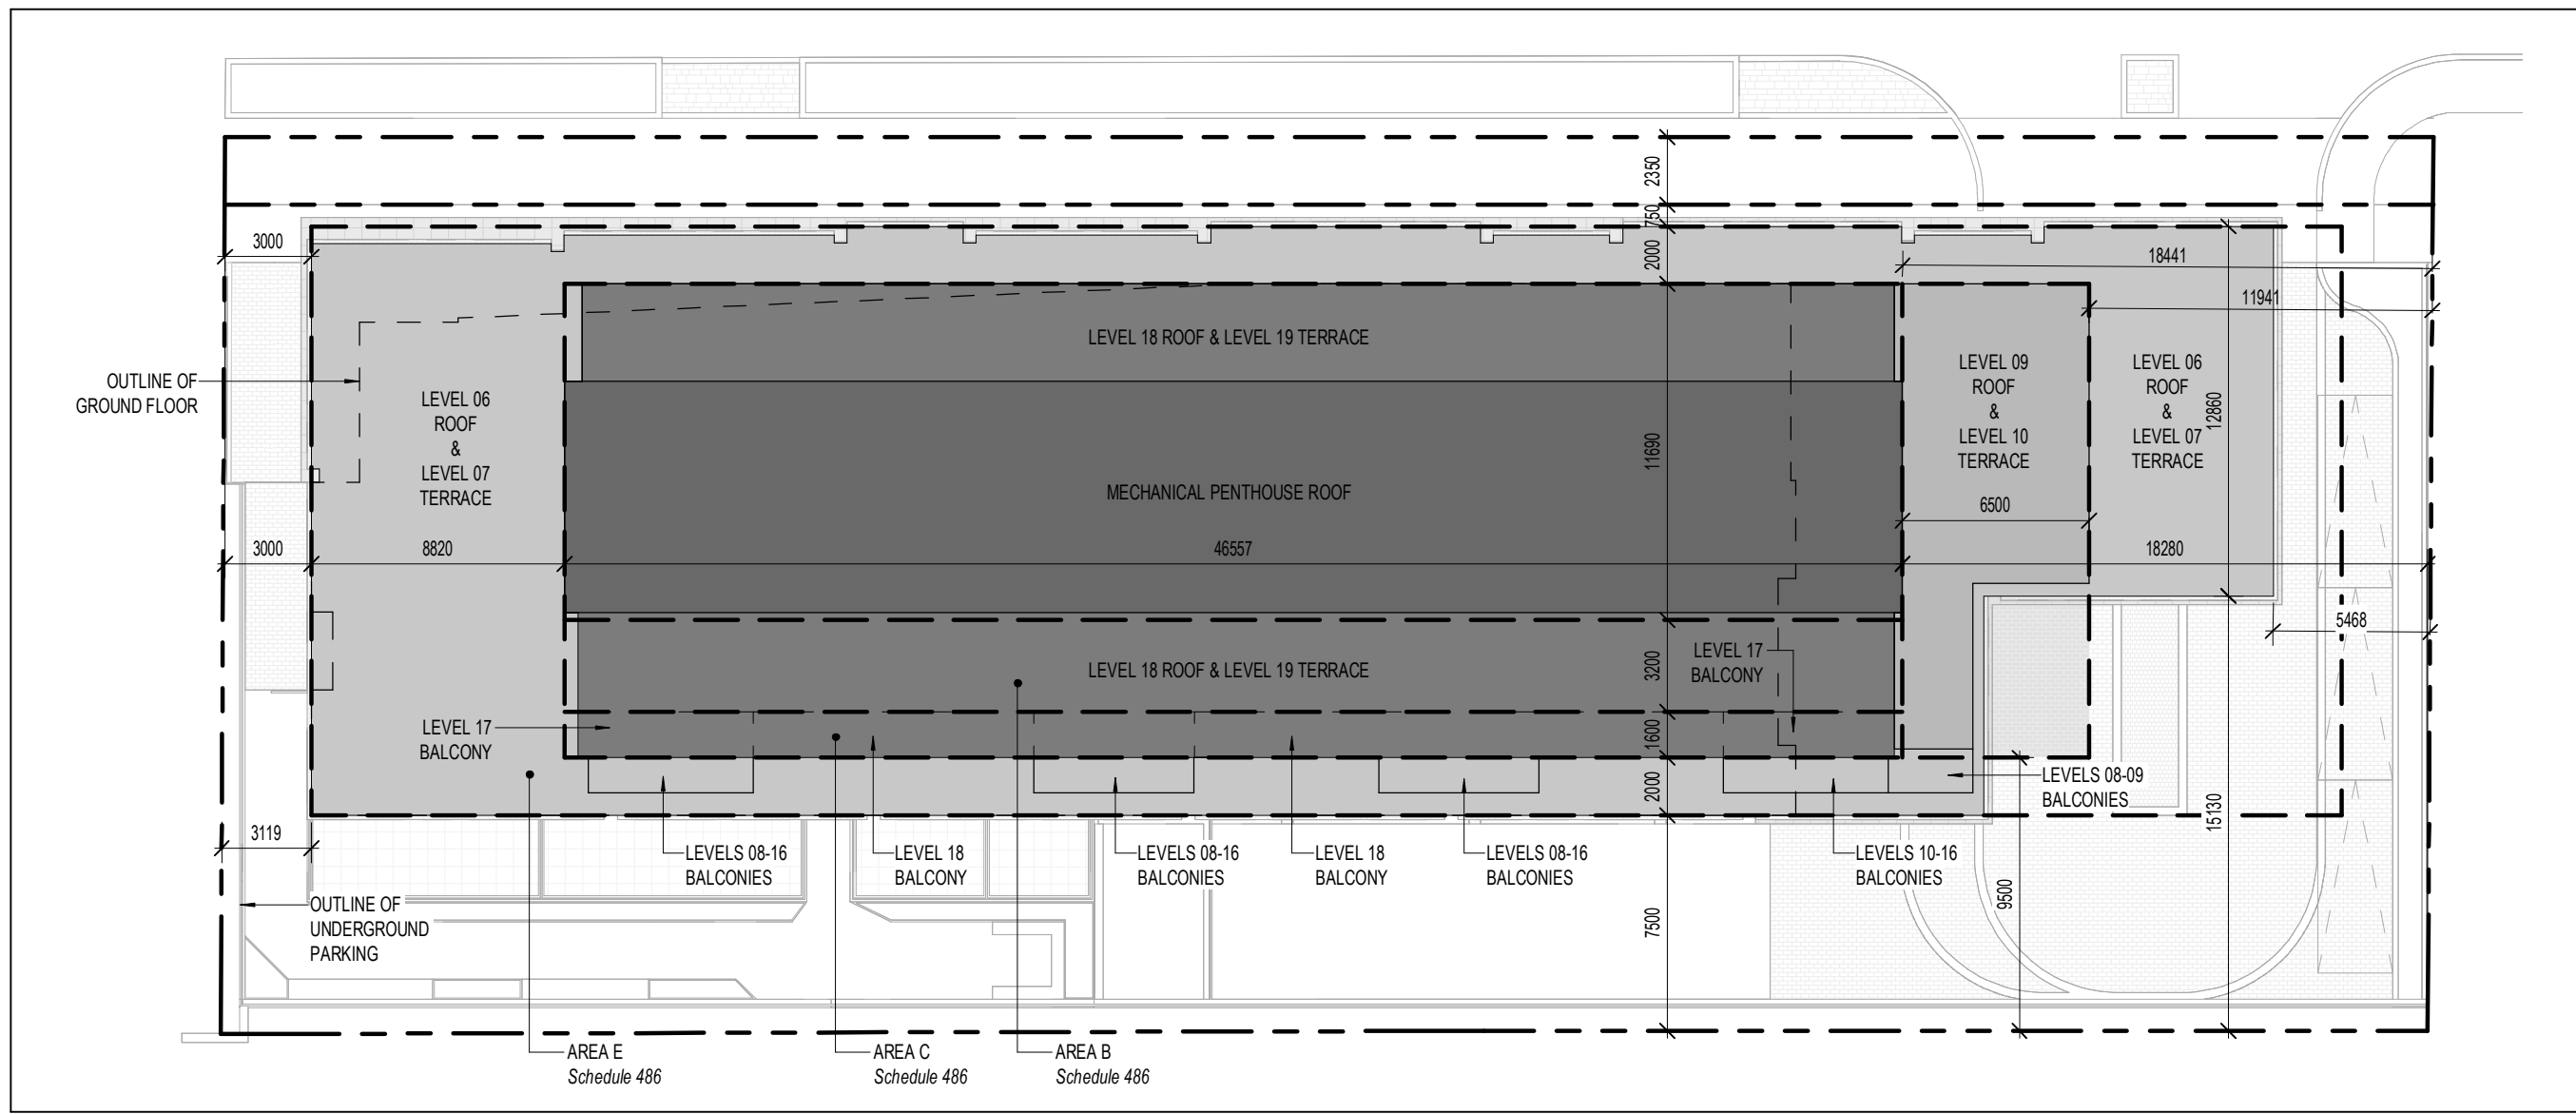 2350
750
3000
2000
18441
11941
LEVEL 18 ROOF & LEVEL 19 TERRACE
OUTLINE OF
GROUND FLOOR
LEVEL 06
ROOF
&
LEVEL 07
TERRACE
LEVEL 09
ROOF
&
LEVEL 10
TERRACE
LEVEL 06
ROOF
&
LEVEL 07
TERRACE
12860
11690
MECHANICAL PENTHOUSE ROOF
6500
3000
8820
46557
18280
5468
LEVEL 18 ROOF & LEVEL 19 TERRACE
3200
LEVEL 17
BALCONY
LEVEL 17
BALCONY
1600
2000
LEVELS 08-09
BALCONIES
15130
3119
LEVELS 08-16
BALCONIES
LEVEL 18
BALCONY
LEVELS 08-16
BALCONIES
LEVEL 18
BALCONY
LEVELS 08-16
BALCONIES
LEVELS 10-16
BALCONIES
9500
OUTLINE OF
UNDERGROUND
PARKING
7500
AREA E
Schedule 486
AREA C
Schedule 486
AREA B
Schedule 486